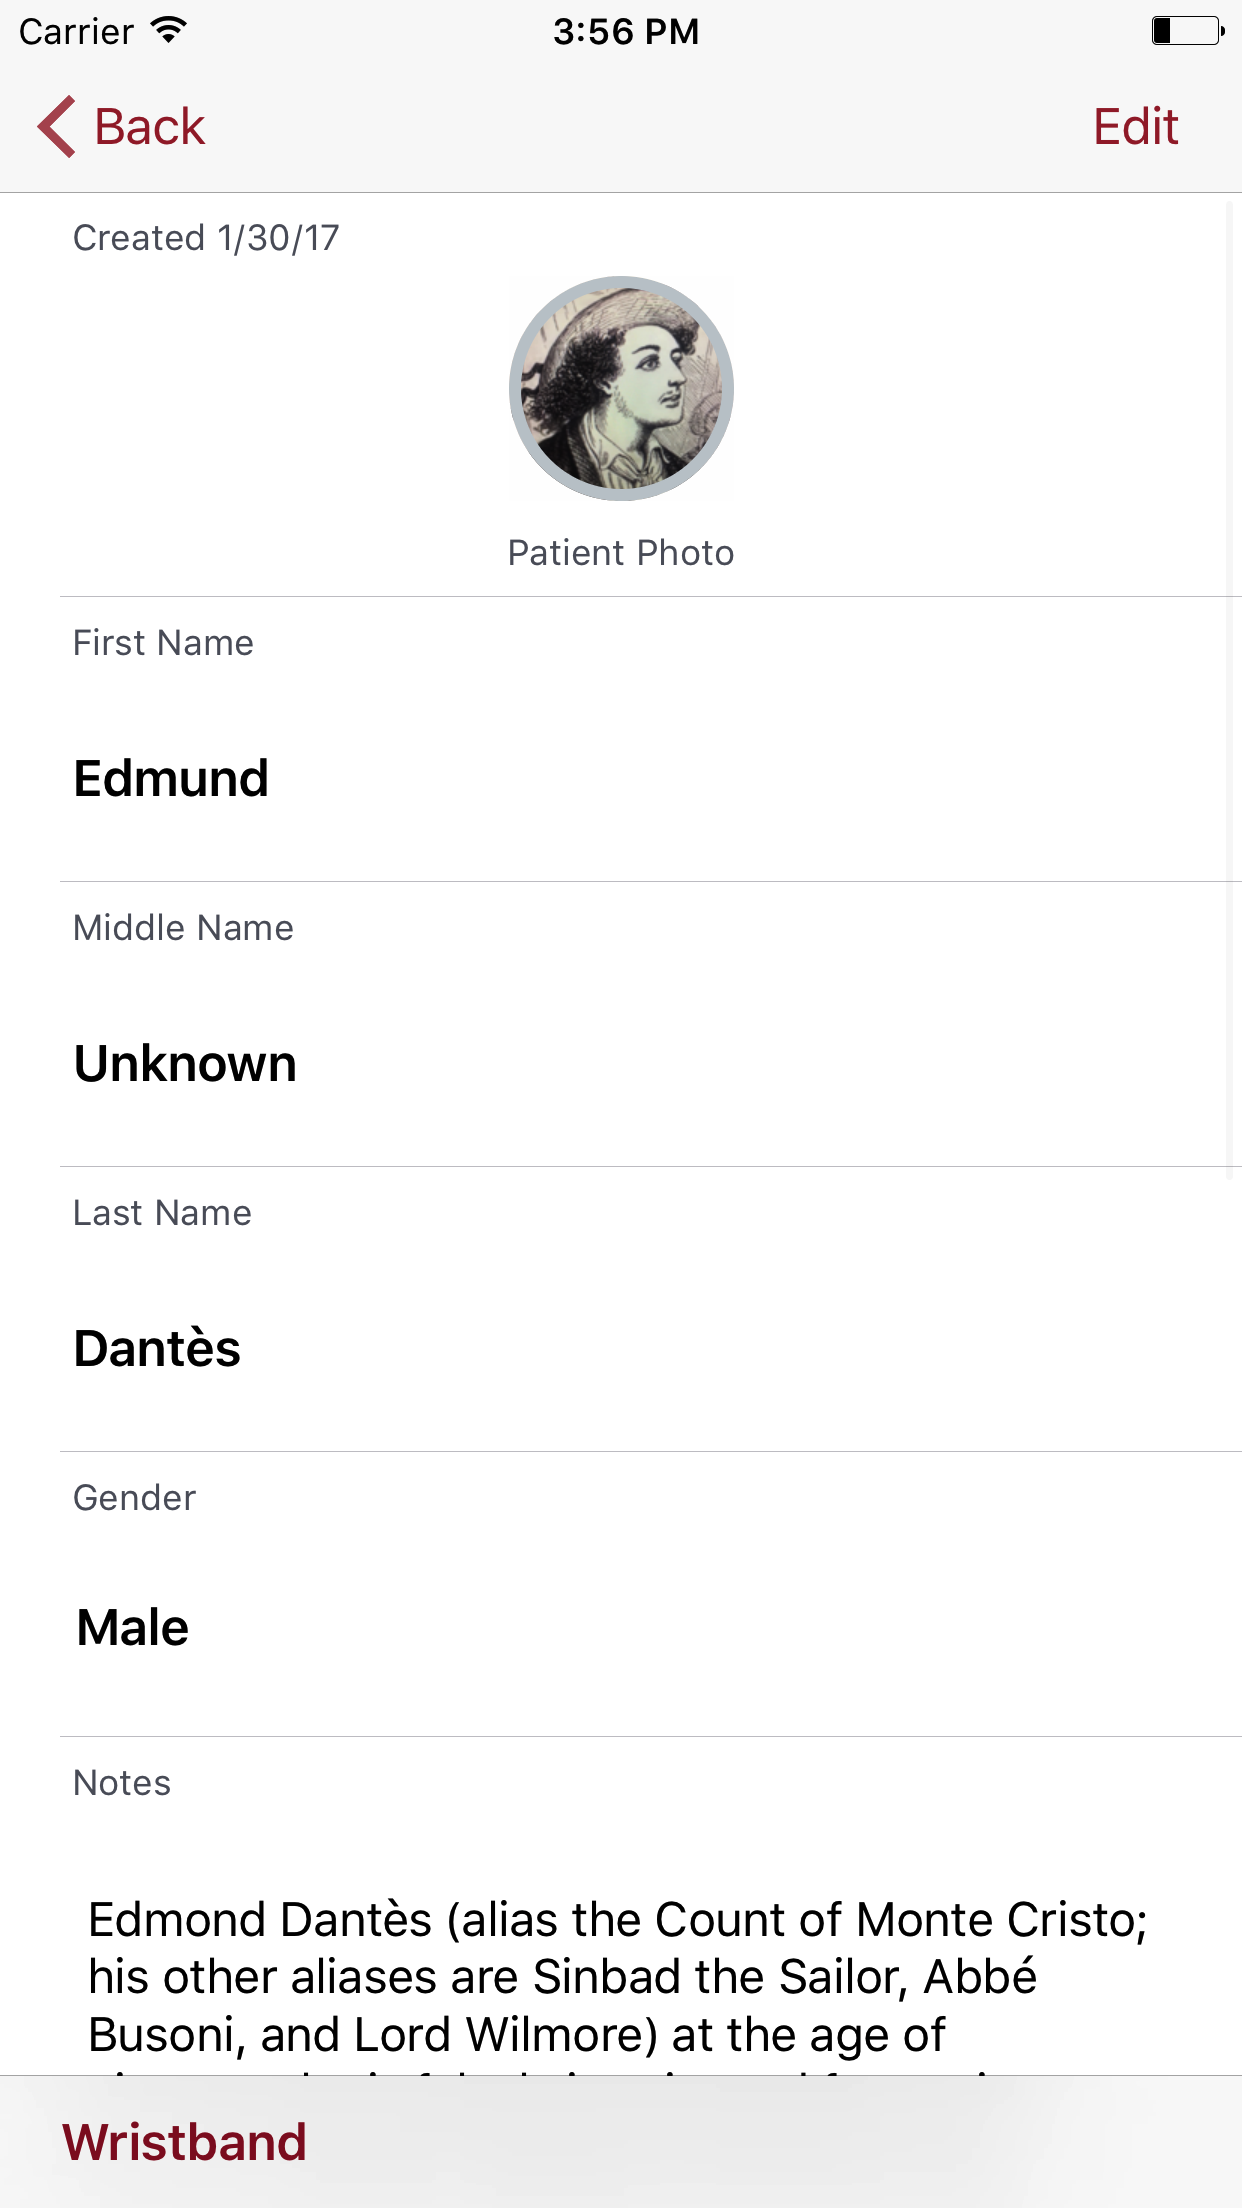 Carrier 3:56 PM
Back Edit
Created 1/30/17
Patient Photo
First Name
Edmund
Middle Name
Unknown
Last Name
Dantès
Gender
Male
Notes
Edmond Dantès (alias the Count of Monte Cristo;
his other aliases are Sinbad the Sailor, Abbé
Busoni, and Lord Wilmore) at the age of
Wristband